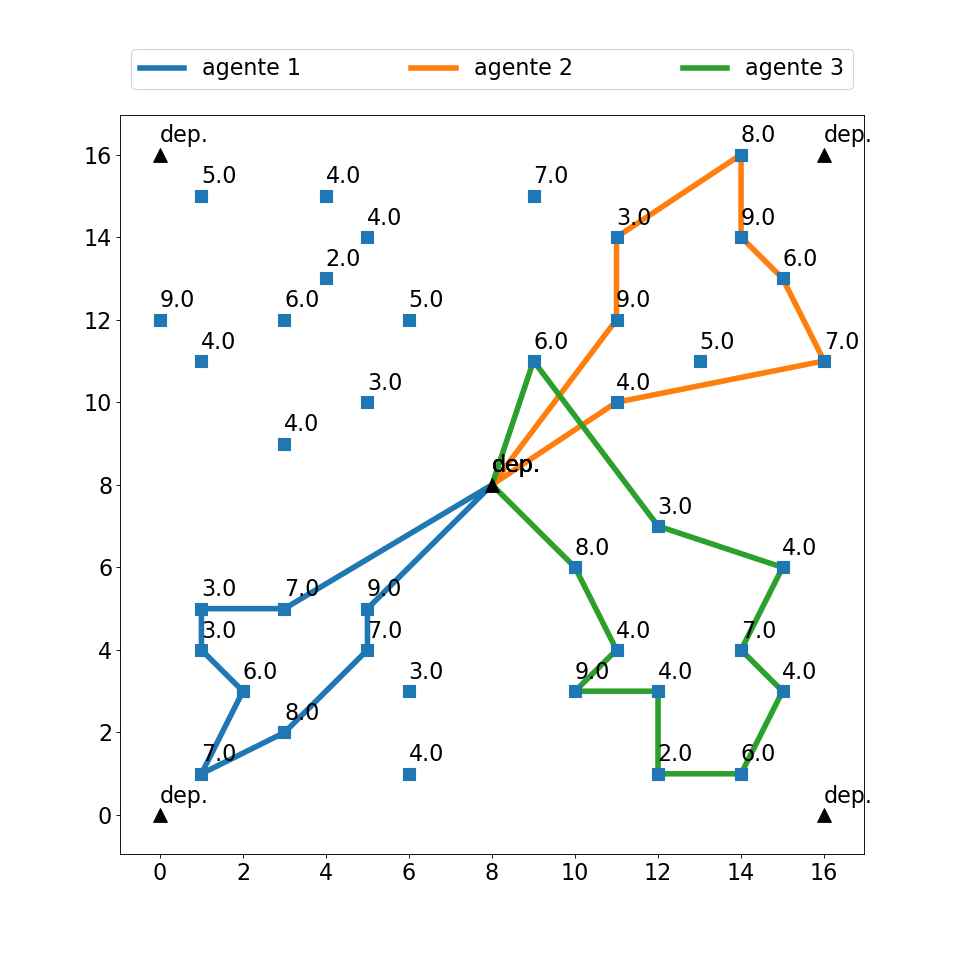 agente 1 agente 2 agente 3
dep. 8.0 dep.
16
5.0 4.0 7.0
4.0 3.0 9.0
14
2.0 6.0
9.0 6.0 5.0 9.0
12
4.0 6.0 5.0 7.0
3.0 4.0
10
4.0
dep.
8
3.0
8.0 4.0
6
3.0 7.0 9.0
3.0 7.0 4.0 7.0
4
6.0 3.0 9.0 4.0 4.0
8.0
2
7.0 4.0 2.0 6.0
dep. dep.
0
0 2 4 6 8 10 12 14 16